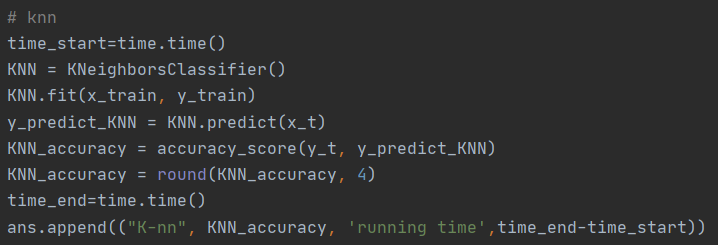 # knn
time_start=time.time()
KNN = KNeighborsClassifier()
KNN.fit(x_train, y_train)
y_predict_KNN = KNN.predict(x_t)
KNN_accuracy = accuracy_score(y_t, y_predict_KNN)
KNN_accuracy = round(KNN_accuracy, 4)
time_end=time.time()
ans.append(("K-nn", KNN_accuracy, 'running time',time_end-time_start))